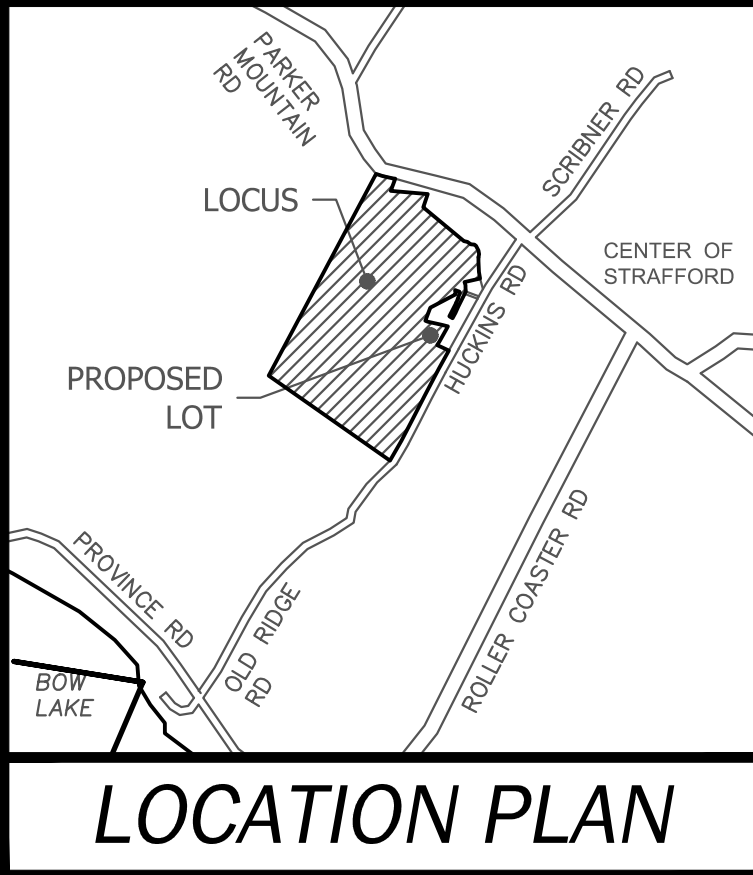 PARKER
MOUNTAIN
RD
SCRIBNER RD
LOCUS
CENTER OF
STRAFFORD
HUCKINS RD
PROPOSED
LOT
PROVINCE RD
OLD RIDGE
RD
ROLLER COASTER RD
BOW
LAKE
LOCATION PLAN